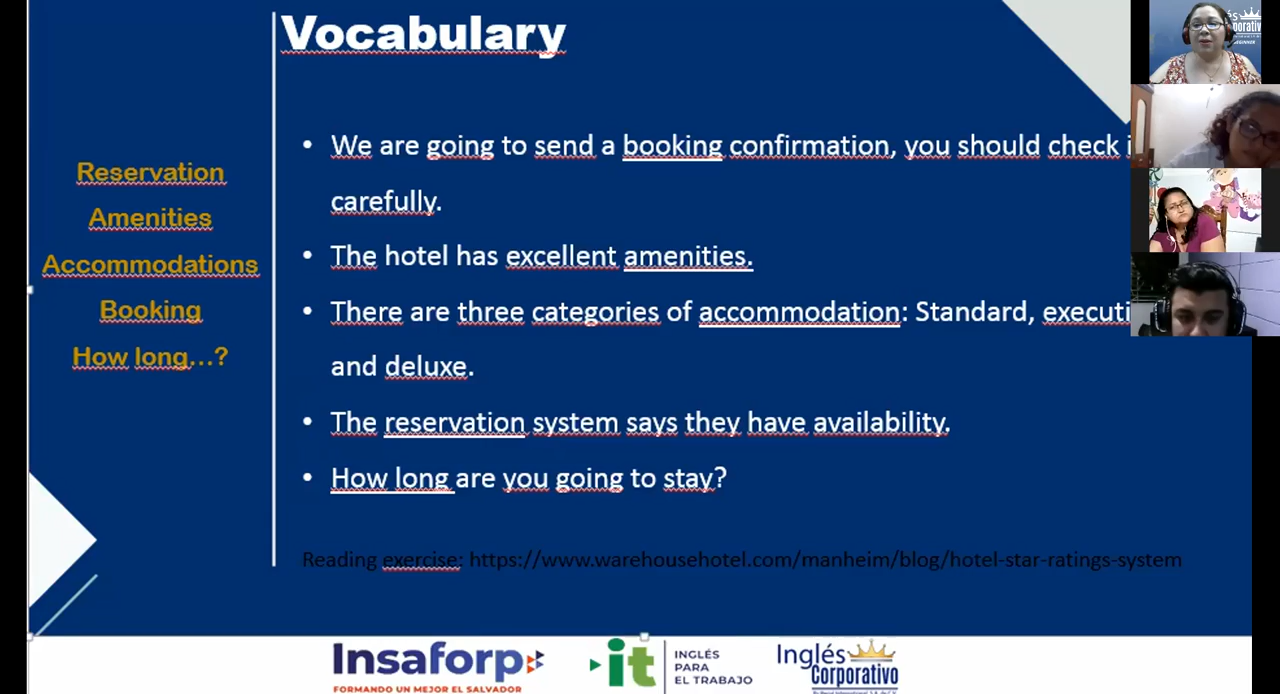 Vocabulary
Reservation
Amenities
Accommodations
Booking
How long...?
• We are going to send a booking confirmation, you should check
carefully.
• The hotel has excellent amenities.
• There are three categories of accommodation: Standard, executi
and deluxe.
• The reservation system says they have availability.
• How long are you going to stay?
Reading exercise: https://www.warehousehotel.com/manheim/blog/hotel-star-ratings-system
Insaforp
FORMANDO UN MEJOR EL SALVADOR
it
INGLÉS
PARA
EL TRABAJO
Inglés
Corporativo